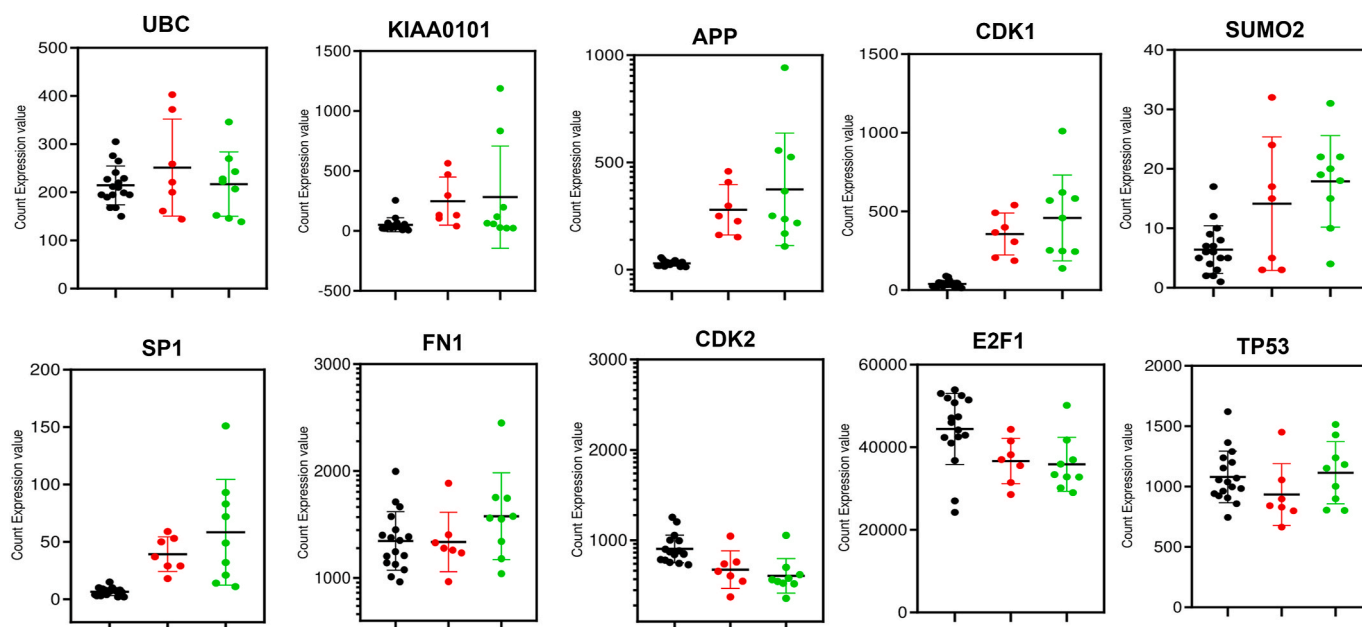 UBC
Count Expression value
500
400
300
200
100
0
KIAA0101
Count Expression value
1500
1000
500
0
-500
APP
Count Expression value
1000
500
0
CDK1
Count Expression value
1500
1000
500
0
SUMO2
Count Expression value
40
30
20
10
0
SP1
Count Expression value
200
150
100
50
0
FN1
Count Expression value
3000
2000
1000
CDK2
Count Expression value
3000
2000
1000
E2F1
Count Expression value
60000
40000
20000
0
TP53
Count Expression value
2000
1500
1000
500
0